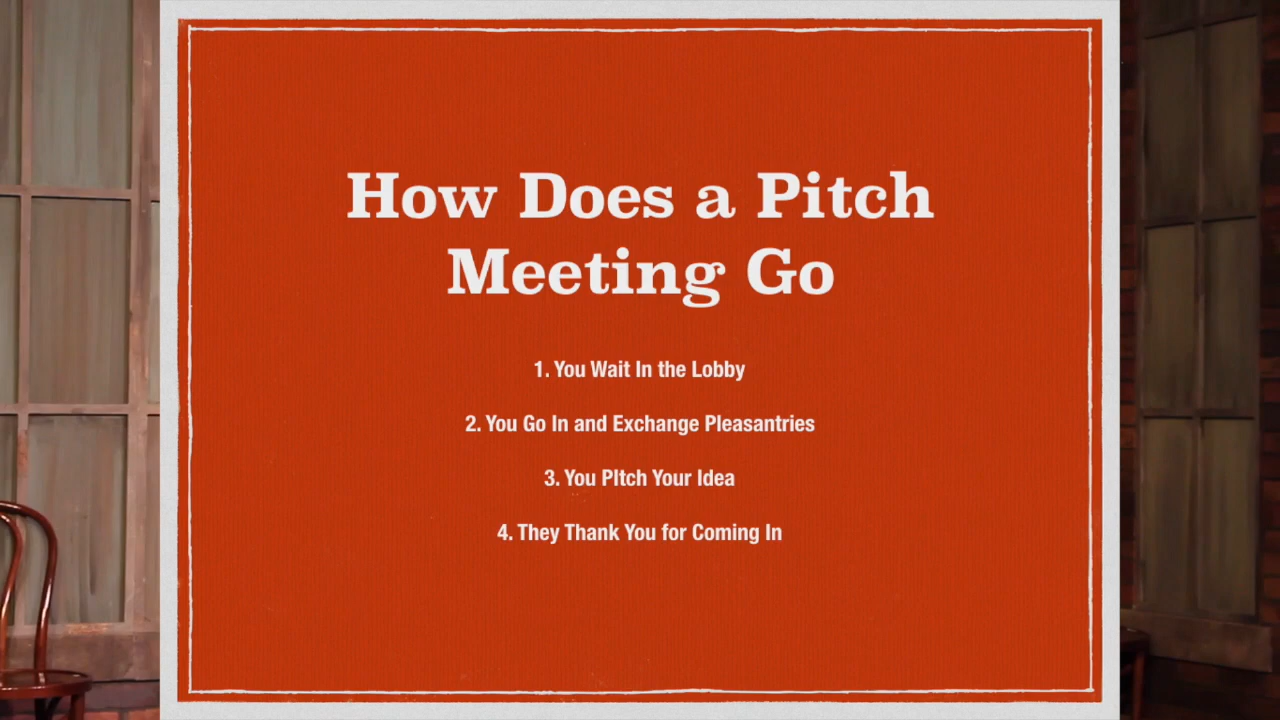 How Does a Pitch
Meeting Go
1. You Wait In the Lobby
2. You Go In and Exchange Pleasantries
3. You PItch Your Idea
4. They Thank You for Coming In